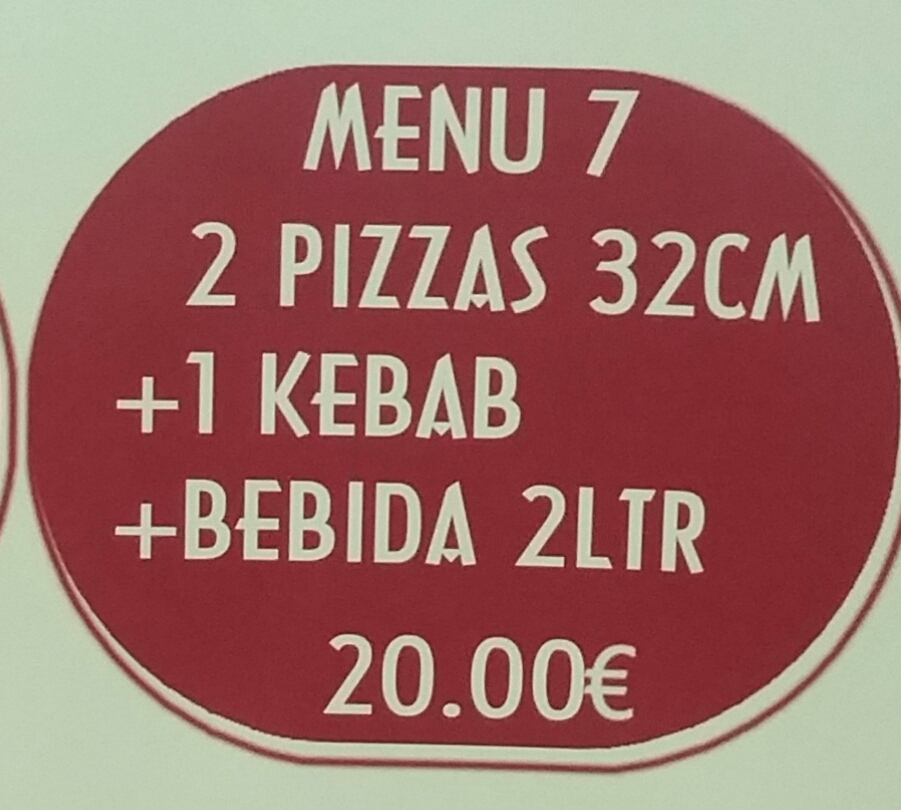 MENU 7
2 PIZZAS 32CM
+1 KEBAB
+BEBIDA 2LTR
20.00€